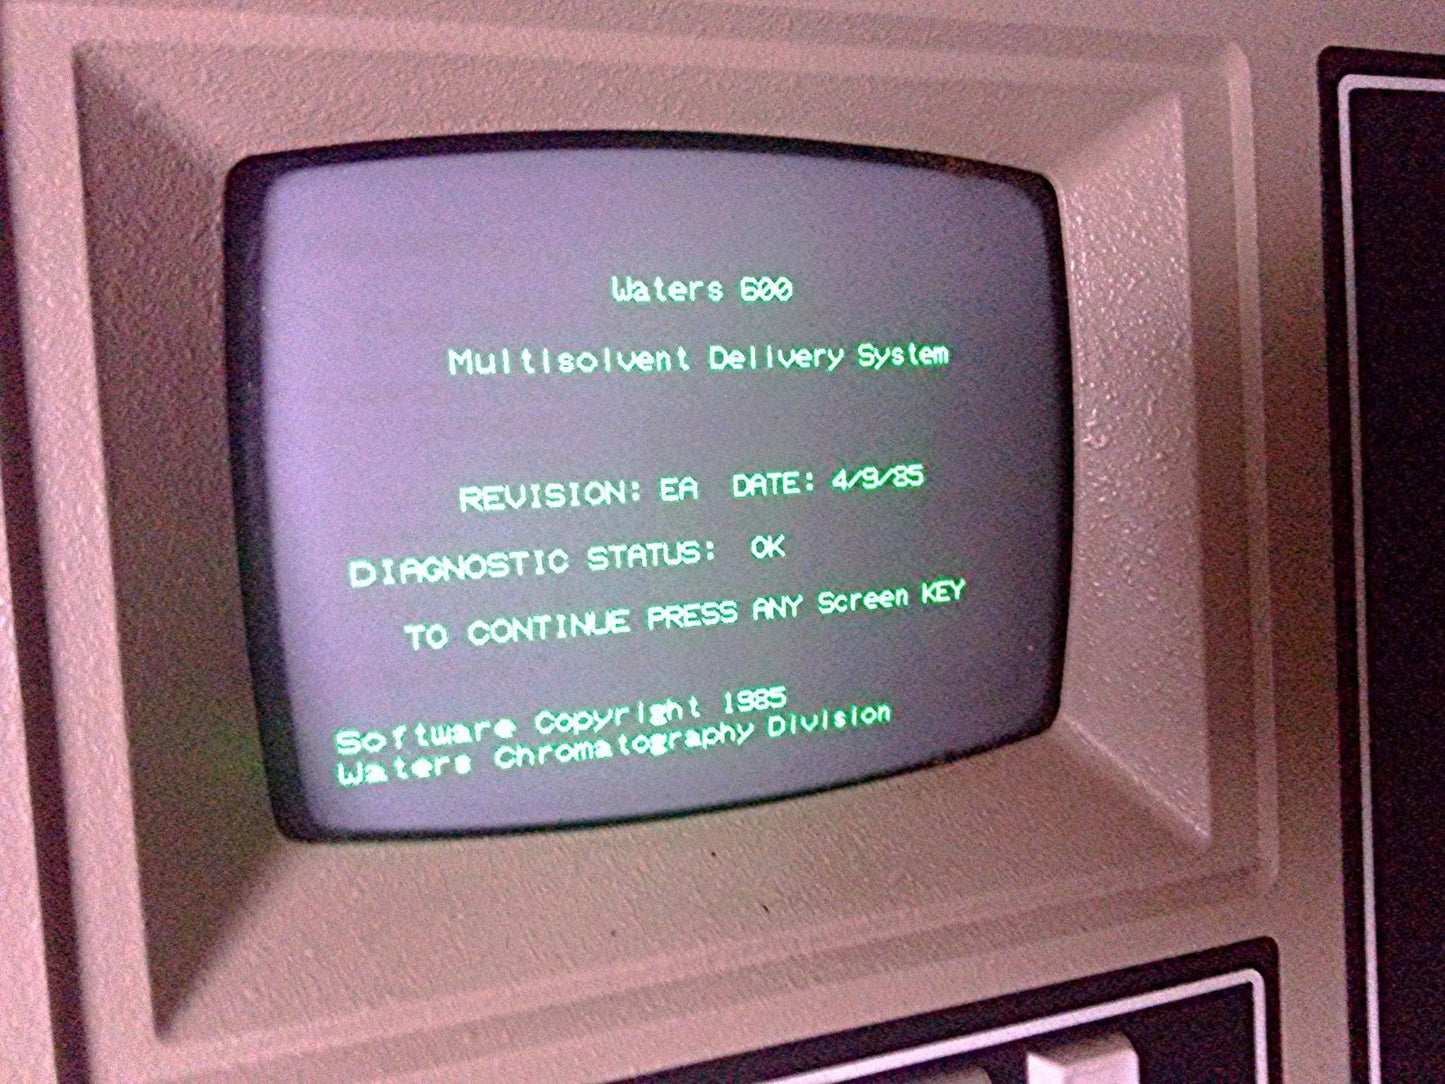 Waters 600
Multisolvent Delivery System
REVISION: EA DATE: 4/9/85
DIAGNOSTIC STATUS: OK
TO CONTINUE PRESS ANY Screen KEY
Software Copyright 1985
Waters Chromatography Division